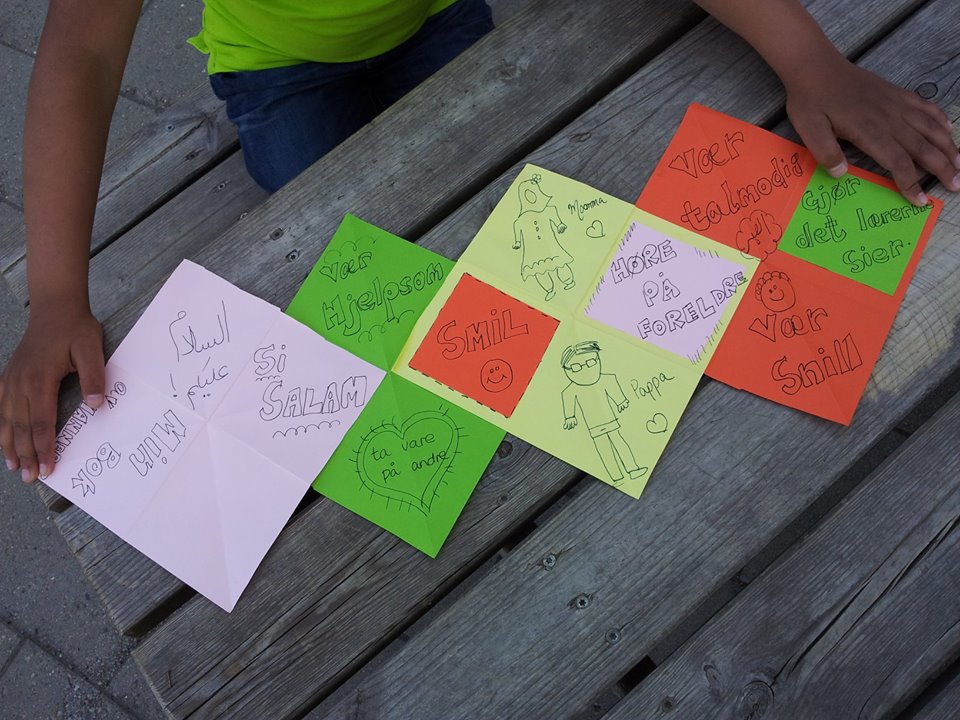 السلام
عليكم !
Si
SALAM
Min
BOK
Vær
Hjelpsom
ta vare
på andre
SMIL
Mamma
HØRE
PÅ
FORELDRE
Pappa
Vær
talmodig
Gjør
det lærerne
sier.
Vær
Snill